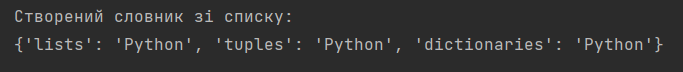 Створений словник зі списку:
{'lists': 'Python', 'tuples': 'Python', 'dictionaries': 'Python'}